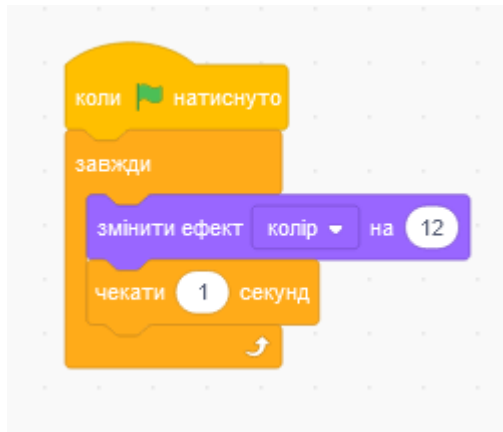 коли натиснуто
завжди
змінити ефект колір на 12
чекати 1 секунд